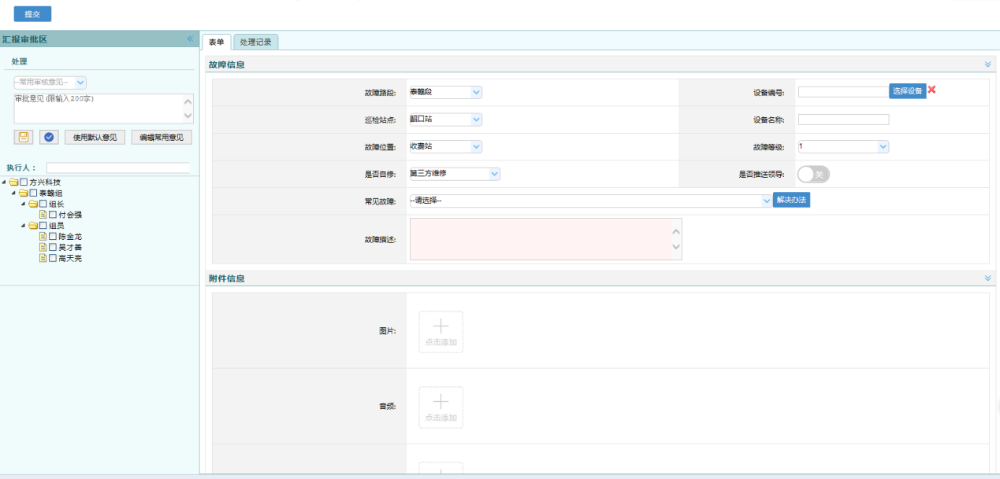 提交
汇报审批区
处理
--常用审核意见--
审批意见(限输入200字)
使用默认意见
编辑常用意见
执行人：
方兴科技
泰赣组
组长
付会强
组员
陈金龙
吴才善
高天亮
表单
处理记录
故障信息
故障路段:
泰赣段
设备编号:
选择设备
巡检站点:
韶口站
设备名称:
故障位置:
收费站
故障等级:
1
是否自修:
第三方维修
是否推送领导:
关
常见故障:
--请选择--
解决办法
故障描述:
附件信息
图片:
点击添加
音频:
点击添加